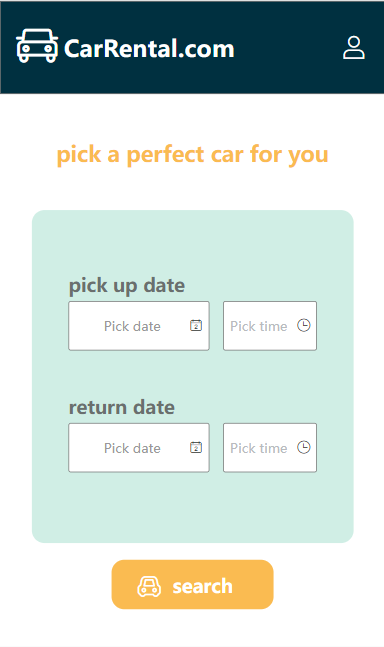 CarRental.com
pick a perfect car for you
pick up date
Pick date
Pick time
return date
Pick date
Pick time
search